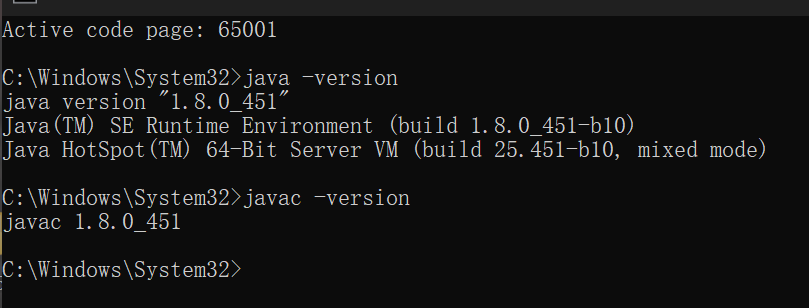 Active code page: 65001
C:\Windows\System32>java -version
java version "1.8.0_451"
Java(TM) SE Runtime Environment (build 1.8.0_451-b10)
Java HotSpot(TM) 64-Bit Server VM (build 25.451-b10, mixed mode)
C:\Windows\System32>javac -version
javac 1.8.0_451
C:\Windows\System32>